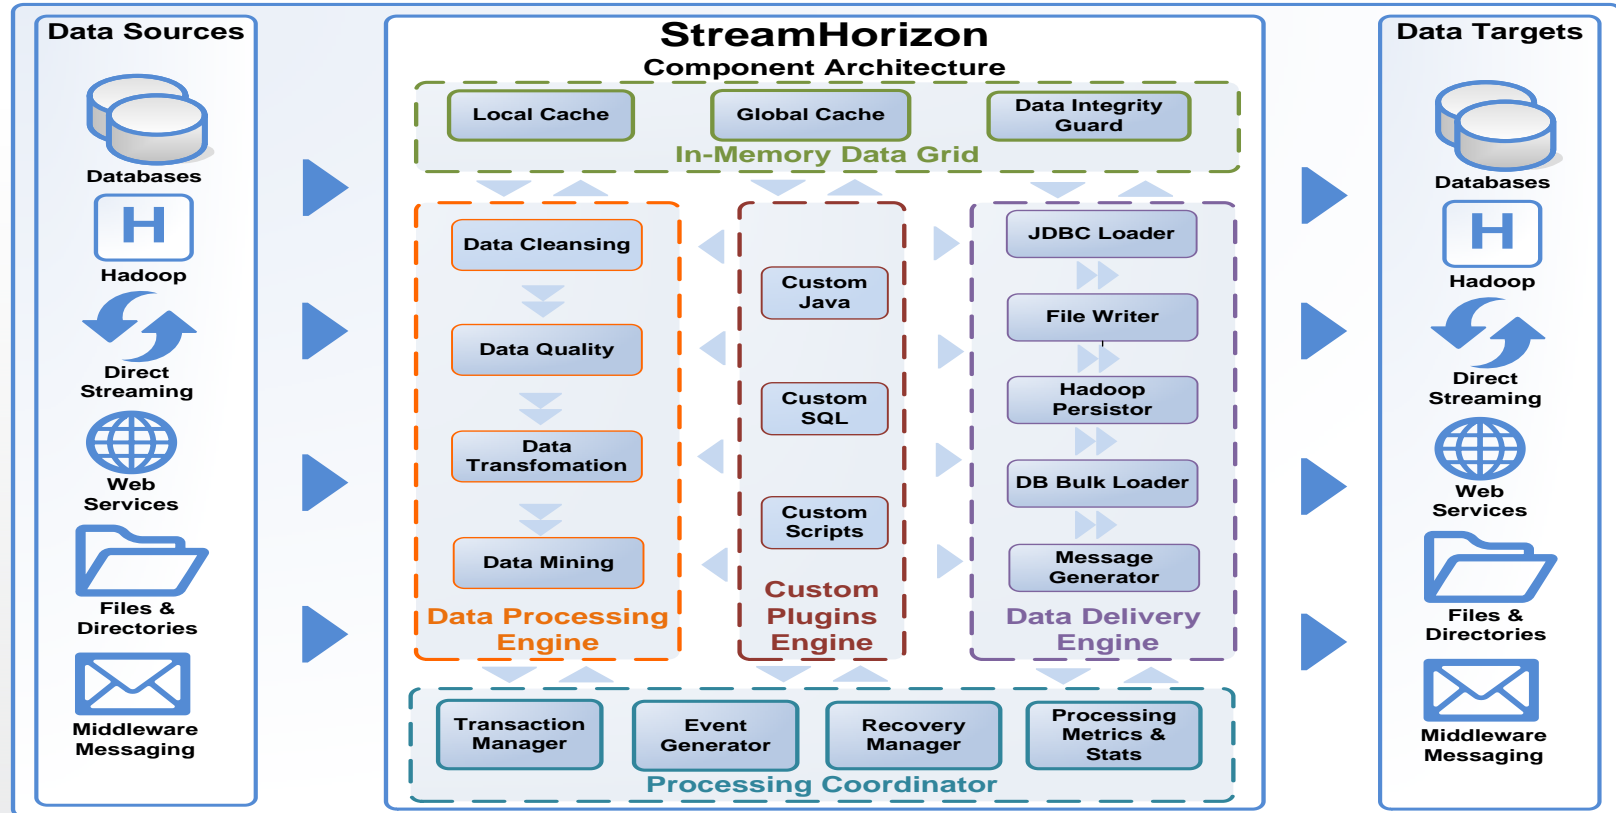 Data Sources
Databases
H
Hadoop
Direct
Streaming
Web
Services
Files &
Directories
Middleware
Messaging
StreamHorizon
Component Architecture
Local Cache
Global Cache
Data Integrity
Guard
In-Memory Data Grid
Data Cleansing
Data Quality
Data
Transfomation
Data Mining
Data Processing
Engine
Custom
Java
Custom
SQL
Custom
Scripts
Custom
Plugins
Engine
JDBC Loader
File Writer
Hadoop
Persistor
DB Bulk Loader
Message
Generator
Data Delivery
Engine
Transaction
Manager
Event
Generator
Recovery
Manager
Processing
Metrics &
Stats
Processing Coordinator
Data Targets
Databases
H
Hadoop
Direct
Streaming
Web
Services
Files &
Directories
Middleware
Messaging